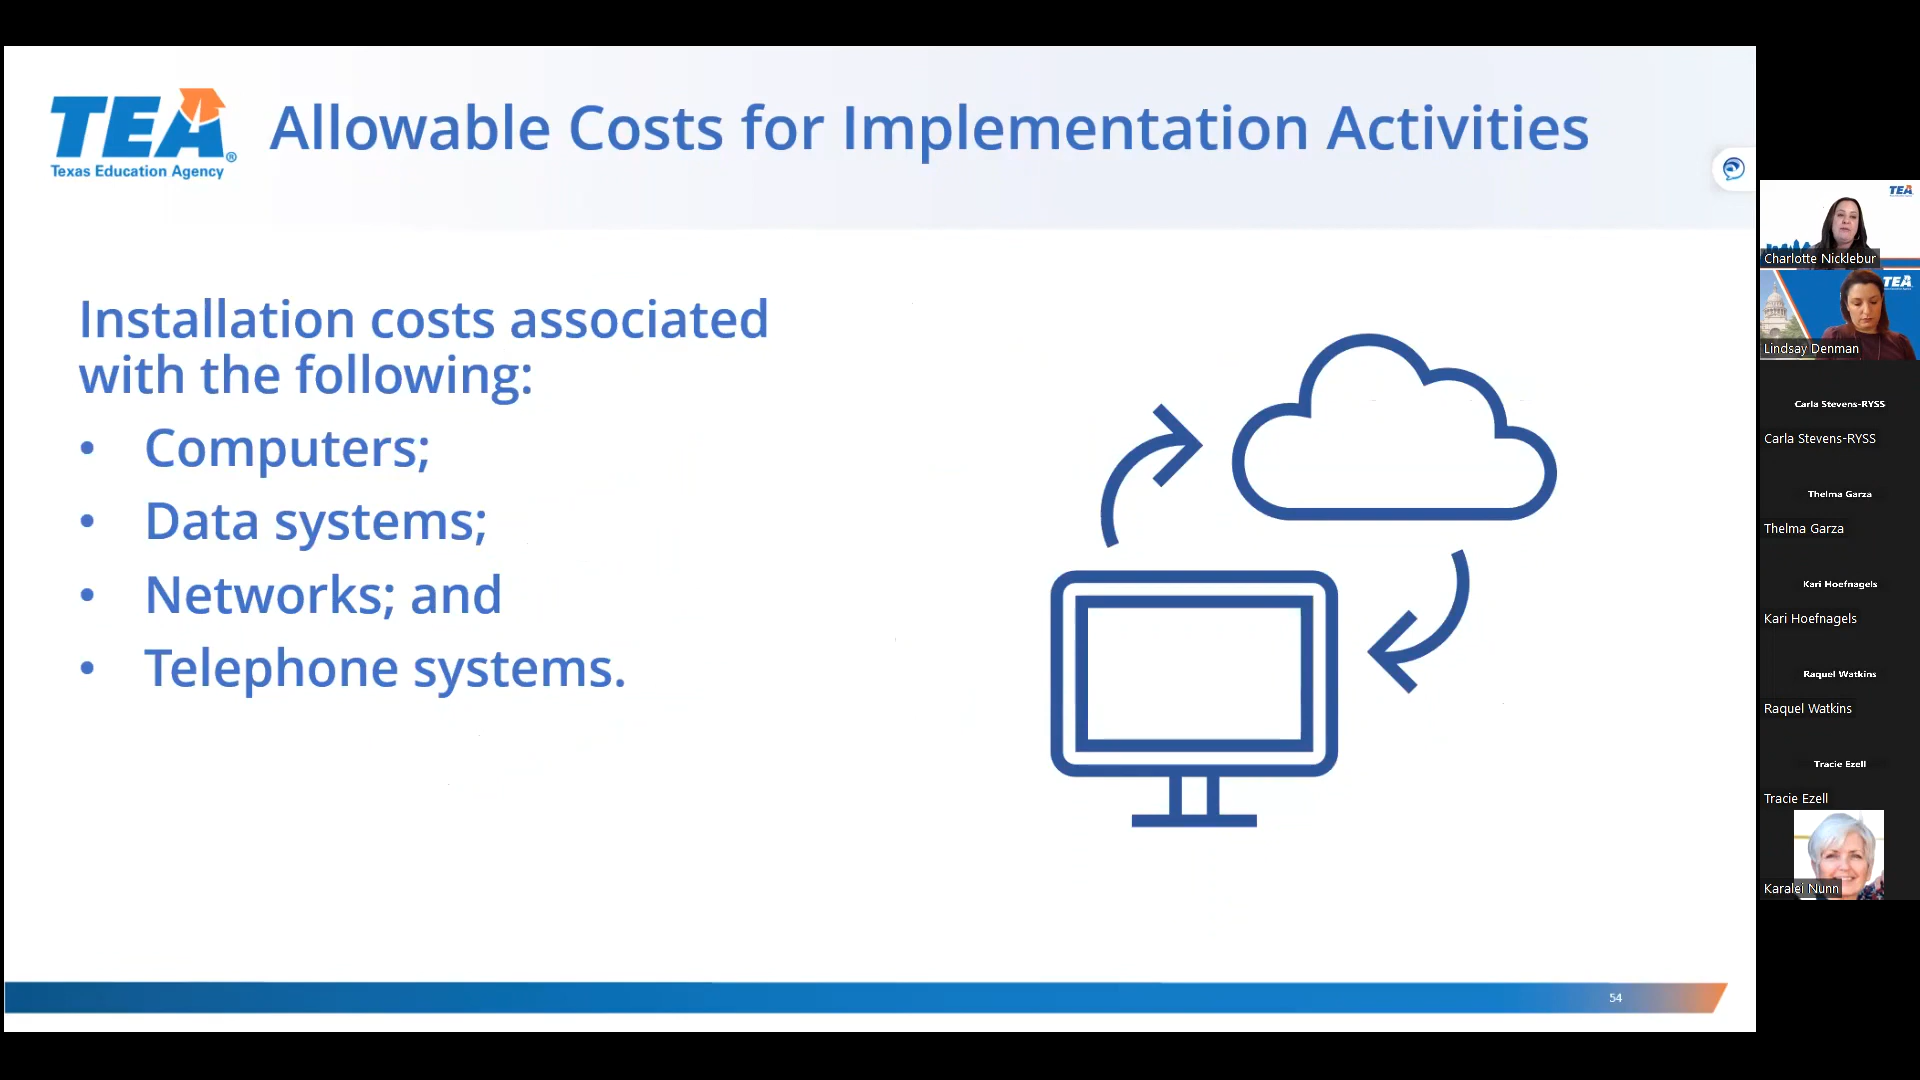 TEA
®
Texas Education Agency
Allowable Costs for Implementation Activities
Installation costs associated
with the following:
• Computers;
• Data systems;
• Networks; and
• Telephone systems.
54
TEA
Charlotte Nicklebur
TEA
Lindsay Denman
Carla Stevens-RYSS
Carla Stevens-RYSS
Thelma Garza
Thelma Garza
Kari Hoefnagels
Kari Hoefnagels
Raquel Watkins
Raquel Watkins
Tracie Ezell
Tracie Ezell
Karalei Nunn